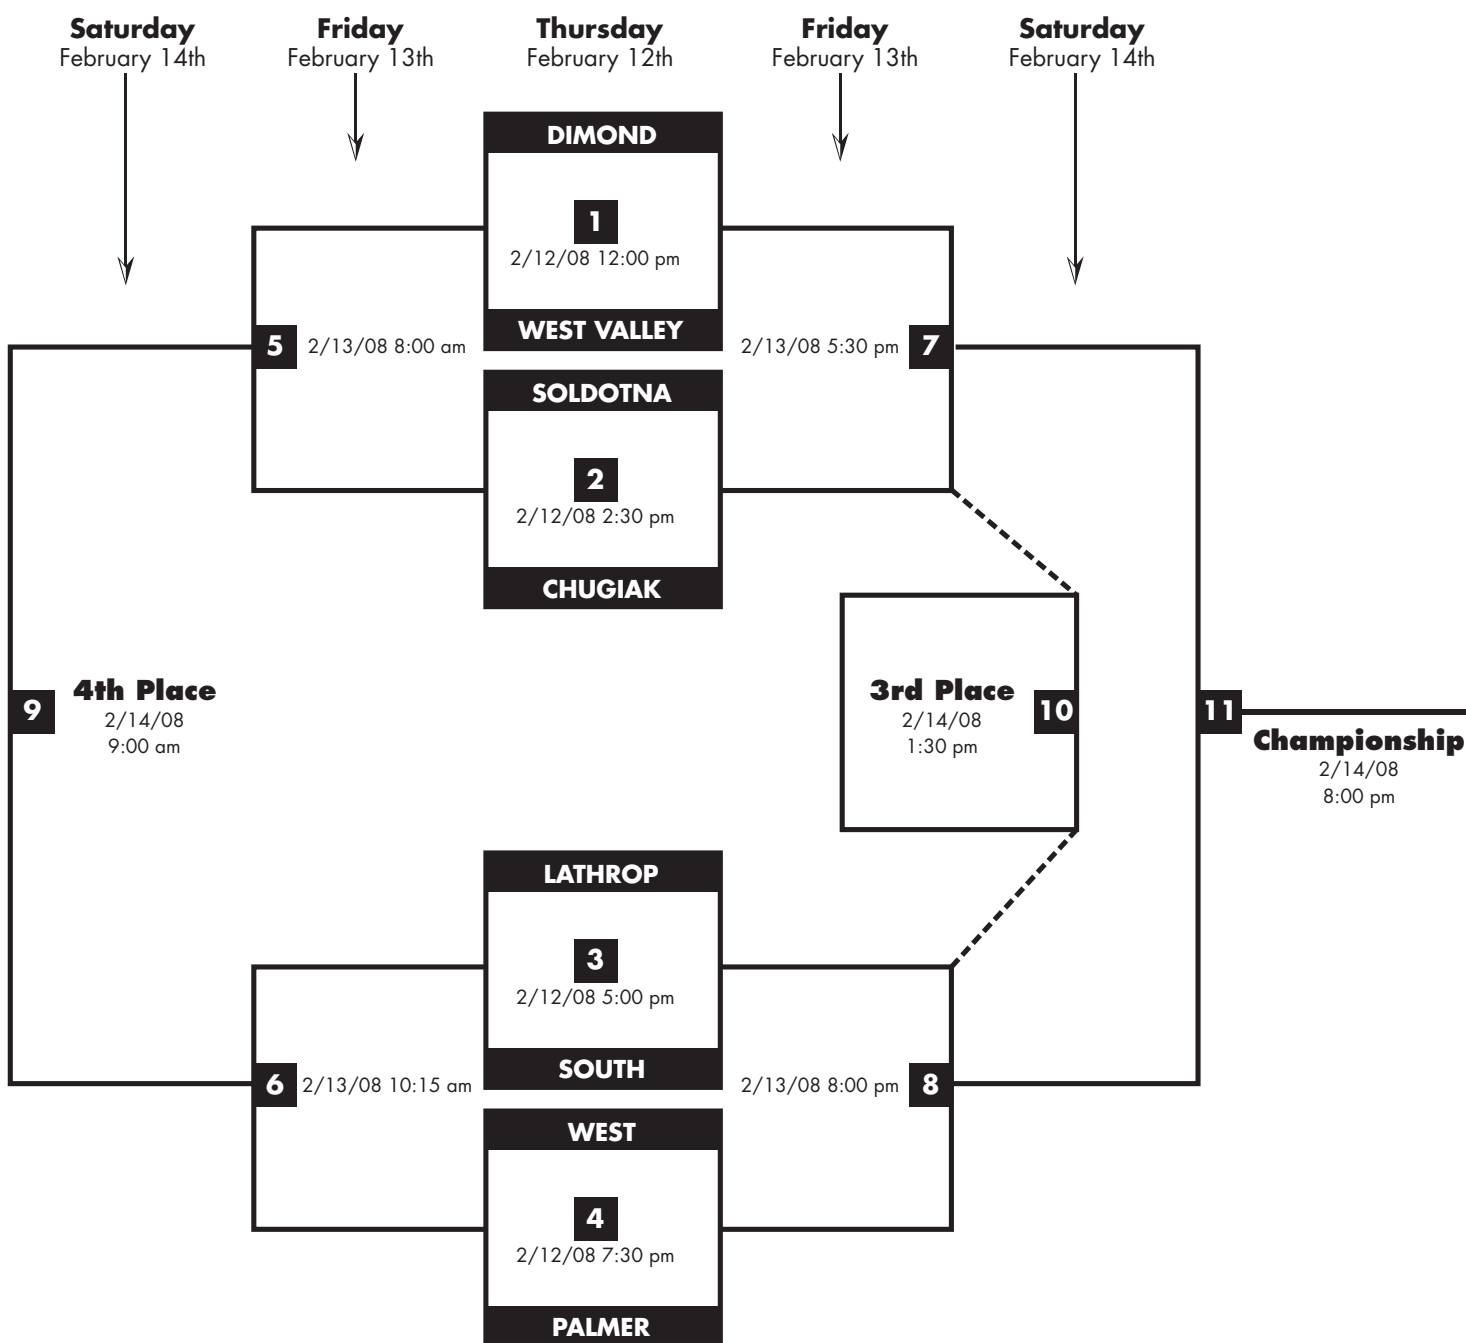 Saturday
February 14th
Friday
February 13th
Thursday
February 12th
Friday
February 13th
Saturday
February 14th
DIMOND
1
2/12/08 12:00 pm
WEST VALLEY
5
2/13/08 8:00 am
2/13/08 5:30 pm
7
SOLDOTNA
2
2/12/08 2:30 pm
CHUGIAK
9
4th Place
2/14/08
9:00 am
3rd Place
2/14/08
1:30 pm
10
11
Championship
2/14/08
8:00 pm
LATHROP
3
2/12/08 5:00 pm
SOUTH
6
2/13/08 10:15 am
2/13/08 8:00 pm
8
WEST
4
2/12/08 7:30 pm
PALMER